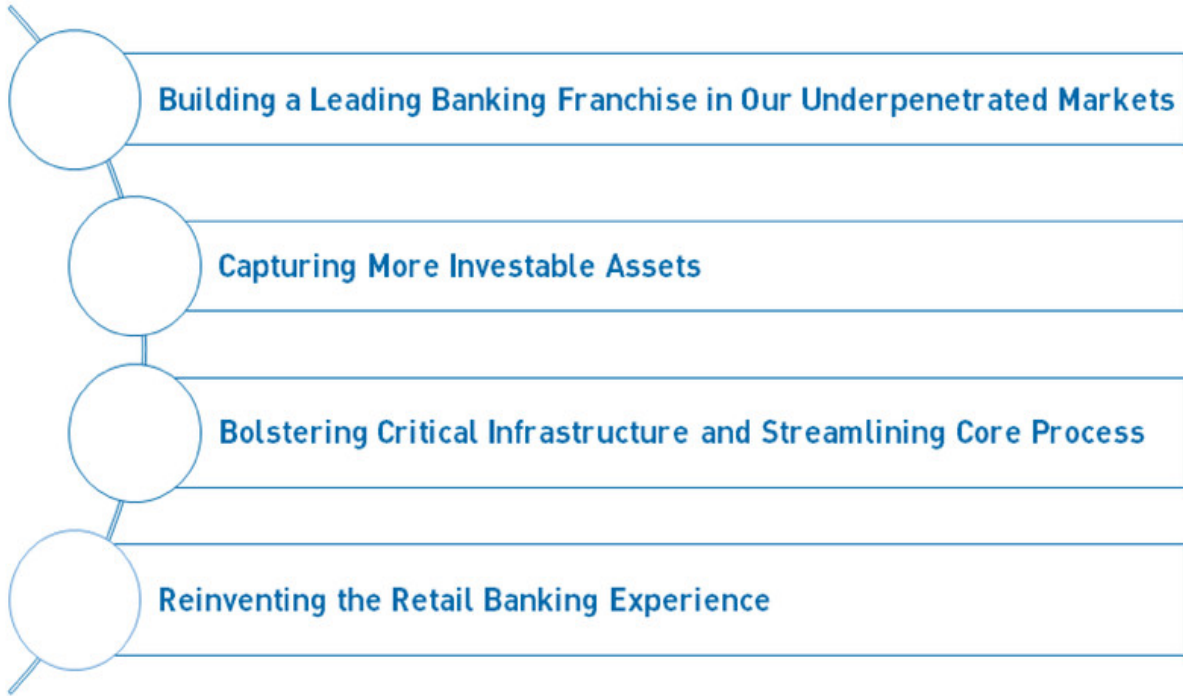 Building a Leading Banking Franchise in Our Underpenetrated Markets
Capturing More Investable Assets
Bolstering Critical Infrastructure and Streamlining Core Process
Reinventing the Retail Banking Experience